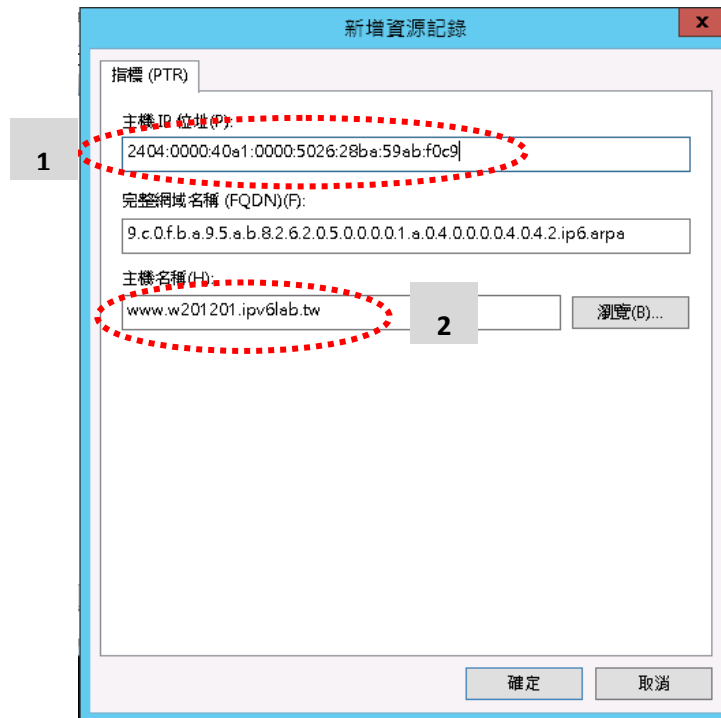 新增資源記錄
x
指標 (PTR)
主機 IP 位址(P):
1
2404:0000:40a1:0000:5026:28ba:59ab:f0c9
完整網域名稱 (FQDN)(F):
9.c.0.f.b.a.9.5.a.b.8.2.6.2.0.5.0.0.0.0.1.a.0.4.0.0.0.0.4.0.4.2.ip6.arpa
主機名稱(H):
www.w201201.ipv6lab.tw
2
瀏覽(B)...
確定
取消